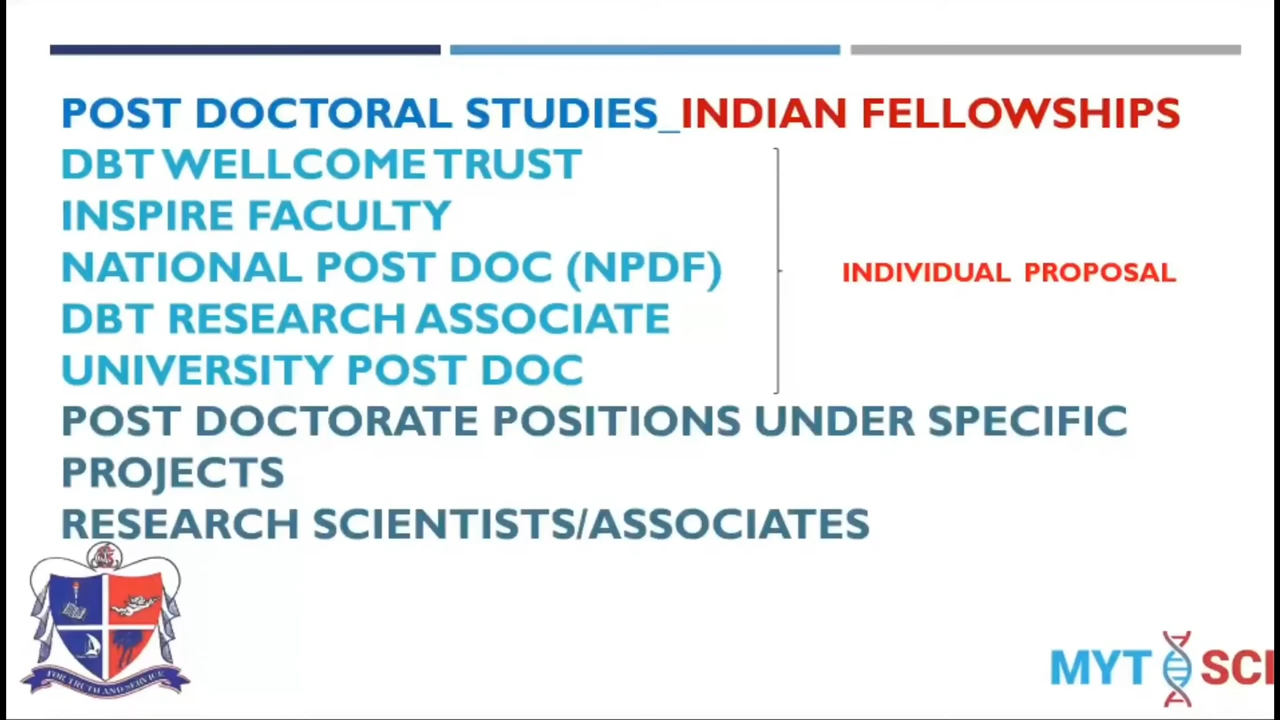 POST DOCTORAL STUDIES_INDIAN FELLOWSHIPS
DBT WELLCOME TRUST
INSPIRE FACULTY
NATIONAL POST DOC (NPDF)
DBT RESEARCH ASSOCIATE
UNIVERSITY POST DOC
INDIVIDUAL PROPOSAL
POST DOCTORATE POSITIONS UNDER SPECIFIC
PROJECTS
RESEARCH SCIENTISTS/ASSOCIATES
FOR TRUTH AND SERVICE
MYT SCI